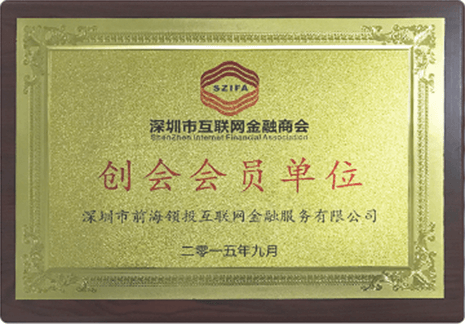 SZIFA
深圳市互联网金融商会
Shenzhen Internet Financial Association
创会会员单位
深圳市前海领投互联网金融服务有限公司
二零一五年九月